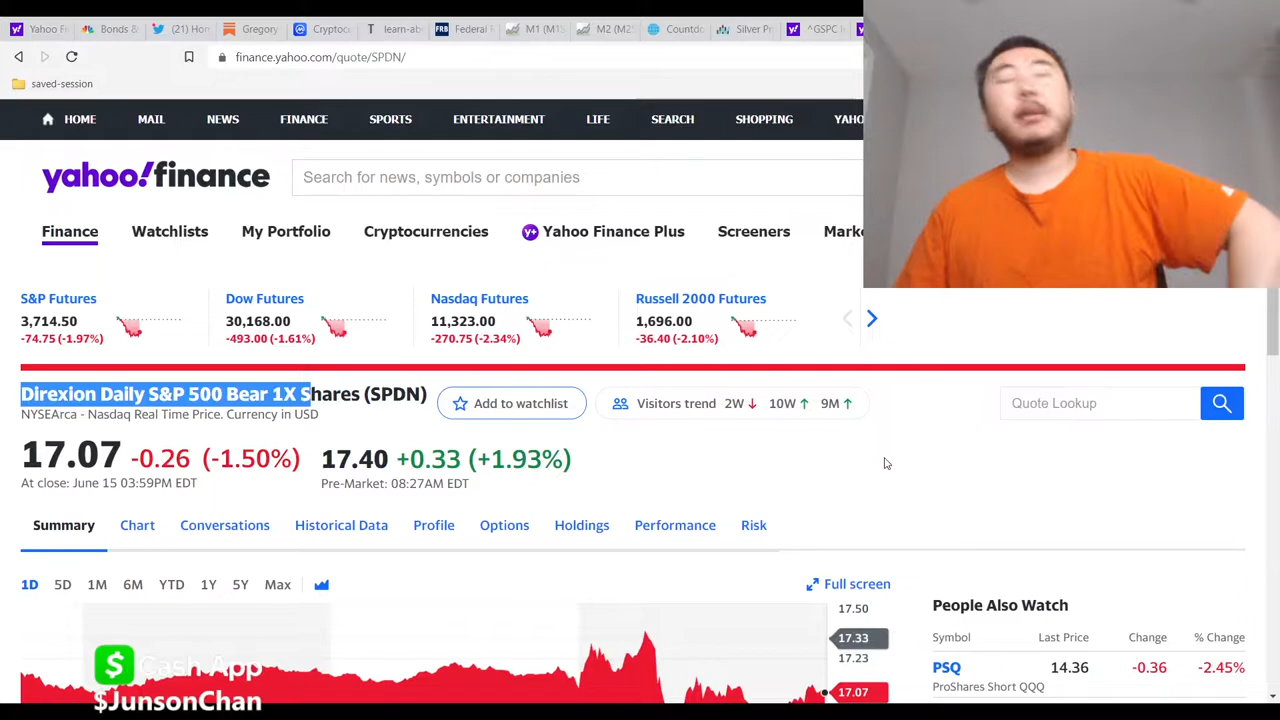 Yahoo Fi
Bonds &
(21) Hom
Gregory
Cryptoc
learn-ab
Federal
M1 (M1S
M2 (M2S
Countdo
Silver Pr
^GSPC
finance.yahoo.com/quote/SPDN/
saved-session
HOME MAIL NEWS FINANCE SPORTS ENTERTAINMENT LIFE SEARCH SHOPPING YAHO
yahoo!finance
Search for news, symbols or companies
Finance Watchlists My Portfolio Cryptocurrencies Y+ Yahoo Finance Plus Screeners Marke
S&P Futures Dow Futures Nasdaq Futures Russell 2000 Futures
3,714.50 30,168.00 11,323.00 1,696.00
-74.75 (-1.97%) -493.00 (-1.61%) -270.75 (-2.34%) -36.40 (-2.10%)
Direxion Daily S&P 500 Bear 1X Shares (SPDN)
Add to watchlist
Visitors trend 2W↓ 10W↑ 9M↑
Quote Lookup
NYSEArca - Nasdaq Real Time Price. Currency in USD
17.07 -0.26 (-1.50%) 17.40 +0.33 (+1.93%)
At close: June 15 03:59PM EDT Pre-Market: 08:27AM EDT
Summary Chart Conversations Historical Data Profile Options Holdings Performance Risk
1D 5D 1M 6M YTD 1Y 5Y Max
Full screen
17.50
17.33
17.23
17.07
People Also Watch
Symbol Last Price Change % Change
PSQ 14.36 -0.36 -2.45%
ProShares Short QQQ
$ Cash App
$JunsonChan